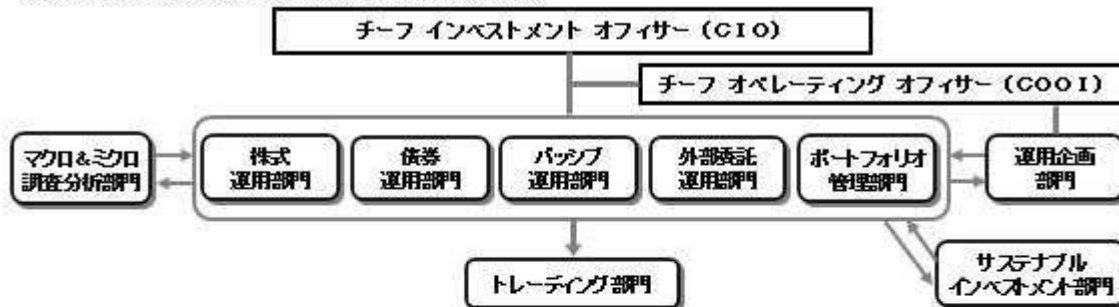 チーフ インベストメント オフィサー (CIO)
チーフ オペレーティング オフィサー (COOI)
マクロ&ミクロ
調査分析部門
株式
運用部門
債券
運用部門
パッシブ
運用部門
外部委託
運用部門
ポートフォリオ
管理部門
運用企画
部門
トレーディング部門
サステナブル
インベストメント部門